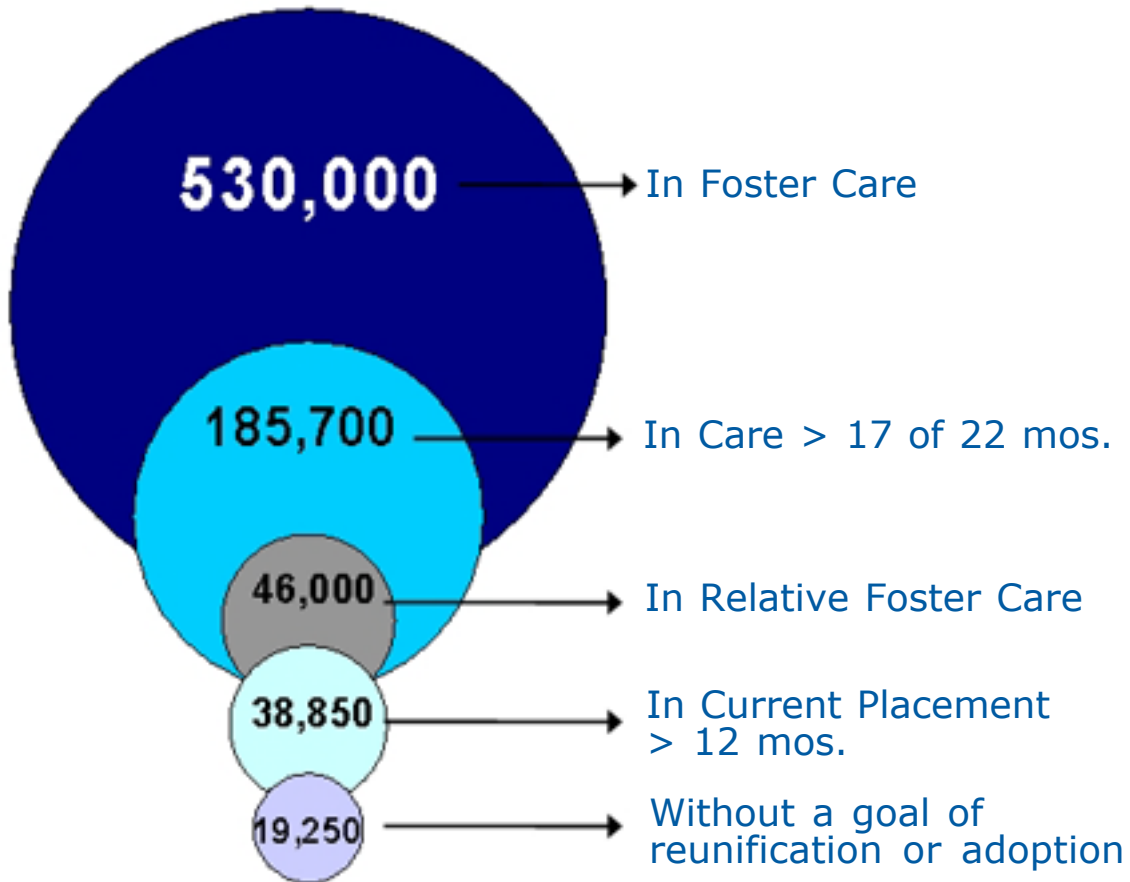 530,000
In Foster Care
185,700
In Care > 17 of 22 mos.
46,000
In Relative Foster Care
38,850
In Current Placement
> 12 mos.
19,250
Without a goal of
reunification or adoption